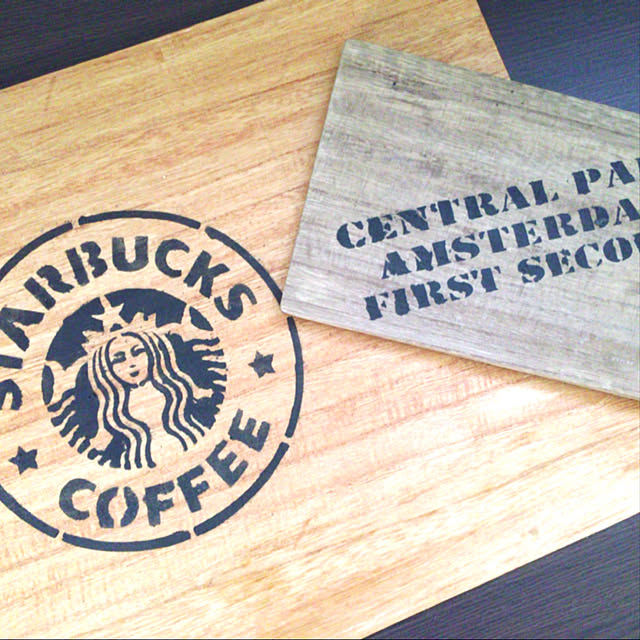 STARBUCKS
COFFEE
CENTRAL PA
AMSTERDA
FIRST SECO